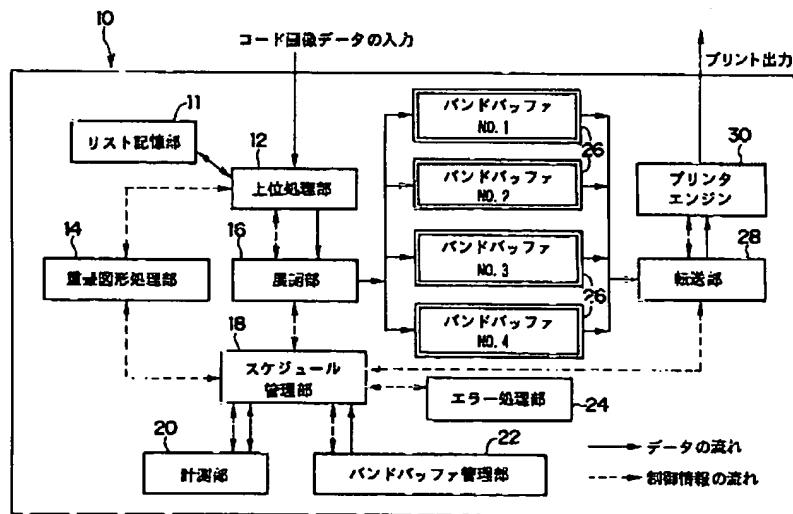 10
コード画像データの入力
プリント出力
11
リスト記憶部
12
上位処理部
バンドバッファ
NO.1
26
バンドバッファ
NO.2
30
プリンタ
エンジン
14
重畳図形処理部
16
展開部
バンドバッファ
NO.3
26
バンドバッファ
NO.4
28
転送部
18
スケジュール
管理部
エラー処理部
24
20
計測部
22
バンドバッファ管理部
データの流れ
制御情報の流れ